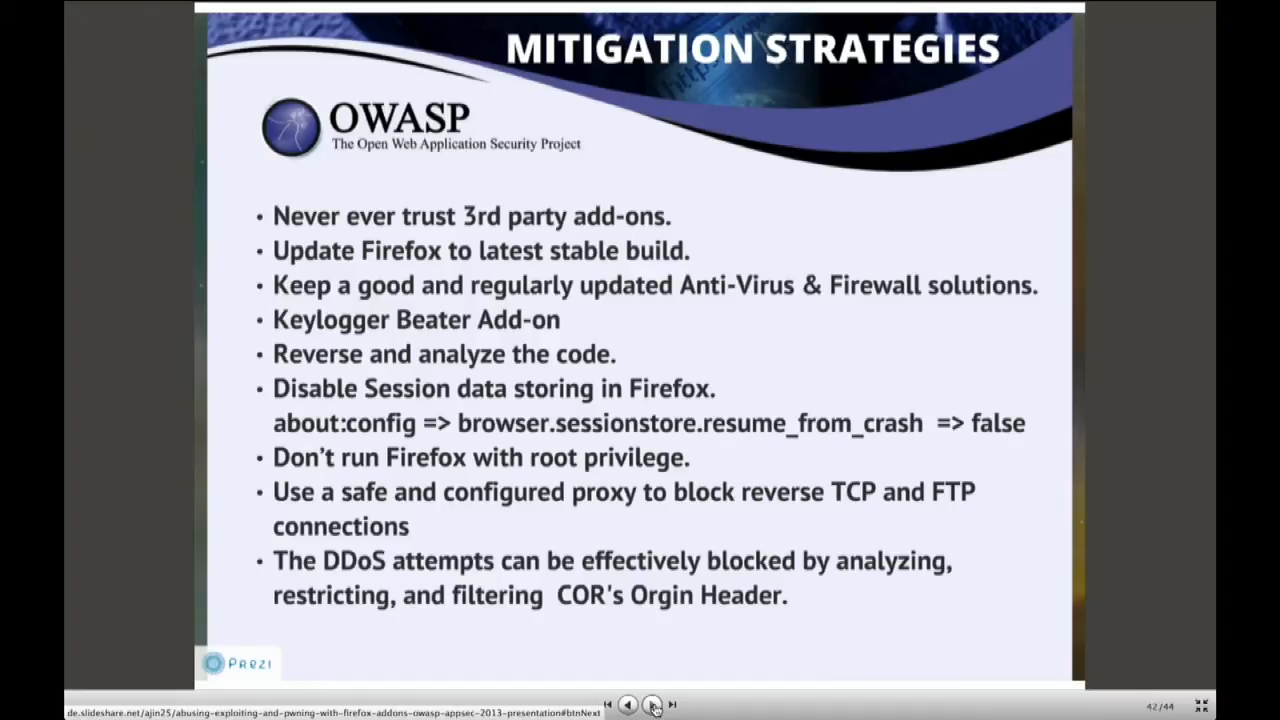 https
MITIGATION STRATEGIES
OWASP
The Open Web Application Security Project
• Never ever trust 3rd party add-ons.
• Update Firefox to latest stable build.
• Keep a good and regularly updated Anti-Virus & Firewall solutions.
• Keylogger Beater Add-on
• Reverse and analyze the code.
• Disable Session data storing in Firefox.
about:config => browser.sessionstore.resume_from_crash => false
• Don't run Firefox with root privilege.
• Use a safe and configured proxy to block reverse TCP and FTP
connections
• The DDoS attempts can be effectively blocked by analyzing,
restricting, and filtering COR's Orgin Header.
Prezi
de.slideshare.net/ajin25/abusing-exploiting-and-pwning-with-firefox-addons-owasp-appsec-2013-presentation#btnNext
42/44